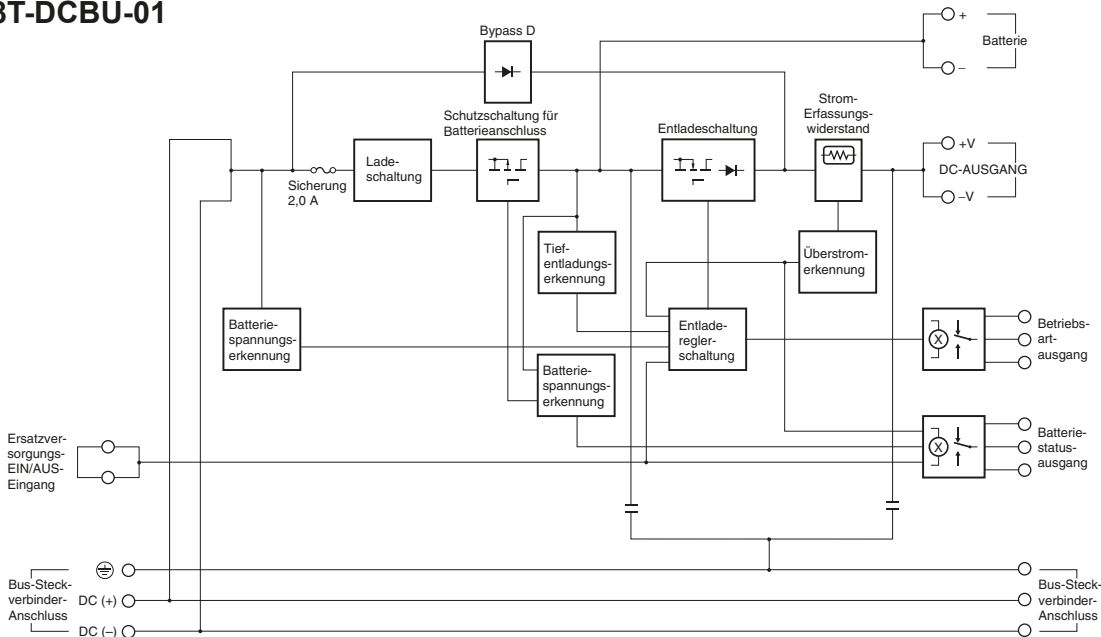 8T-DCBU-01
Bypass D
+
Batterie
–
Schutzschaltung für
Batterieanschluss
Entladeschaltung
Strom-
Erfassungs-
widerstand
Lade-
schaltung
Sicherung
2,0 A
+V
DC-AUSGANG
–V
Tief-
entladungs-
erkennung
Überstrom-
erkennung
Batterie-
spannungs-
erkennung
Entlade-
regler-
schaltung
X
Betriebs-
art-
ausgang
Batterie-
spannungs-
erkennung
Ersatzver-
sorgungs-
EIN/AUS-
Eingang
X
Batterie-
status-
ausgang
Bus-Steck-
verbinder-
Anschluss
DC (+)
DC (–)
Bus-Steck-
verbinder-
Anschluss